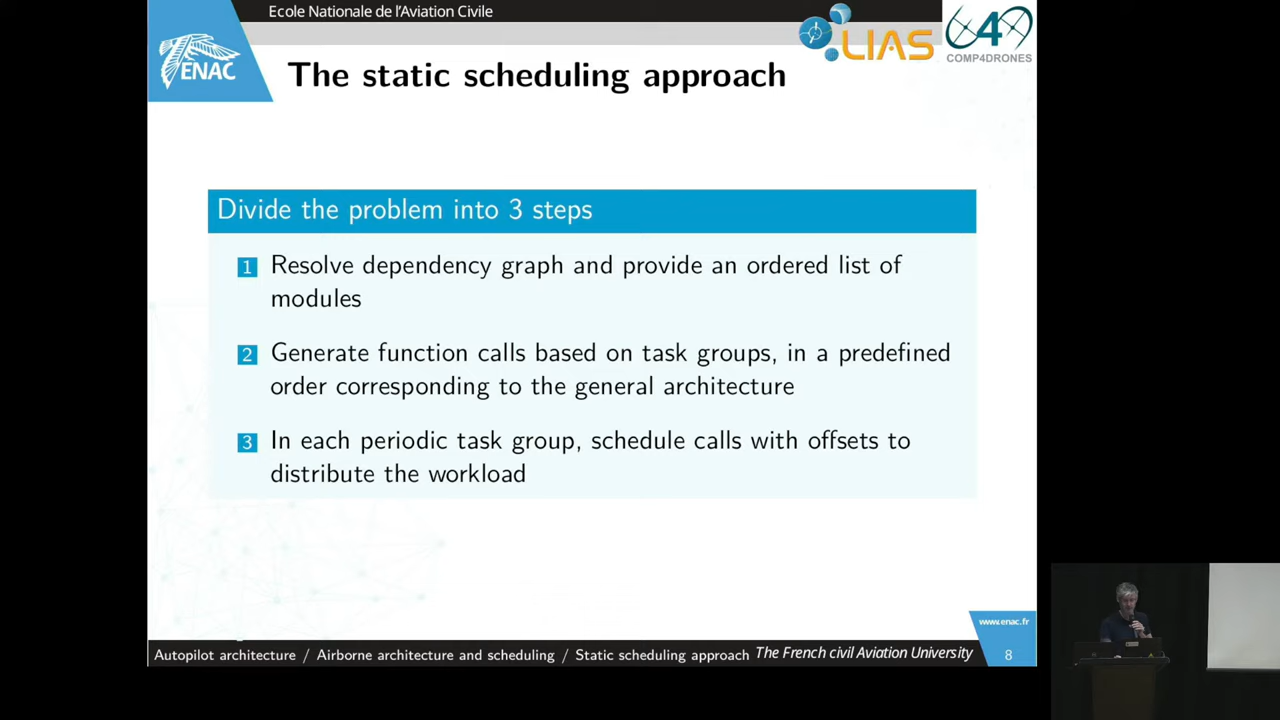 Ecole Nationale de l'Aviation Civile
ENAC
LIAS
4
COMP4DRONES
The static scheduling approach
Divide the problem into 3 steps
1 Resolve dependency graph and provide an ordered list of
modules
2 Generate function calls based on task groups, in a predefined
order corresponding to the general architecture
3 In each periodic task group, schedule calls with offsets to
distribute the workload
www.enac.fr
Autopilot architecture / Airborne architecture and scheduling / Static scheduling approach The French civil Aviation University 8